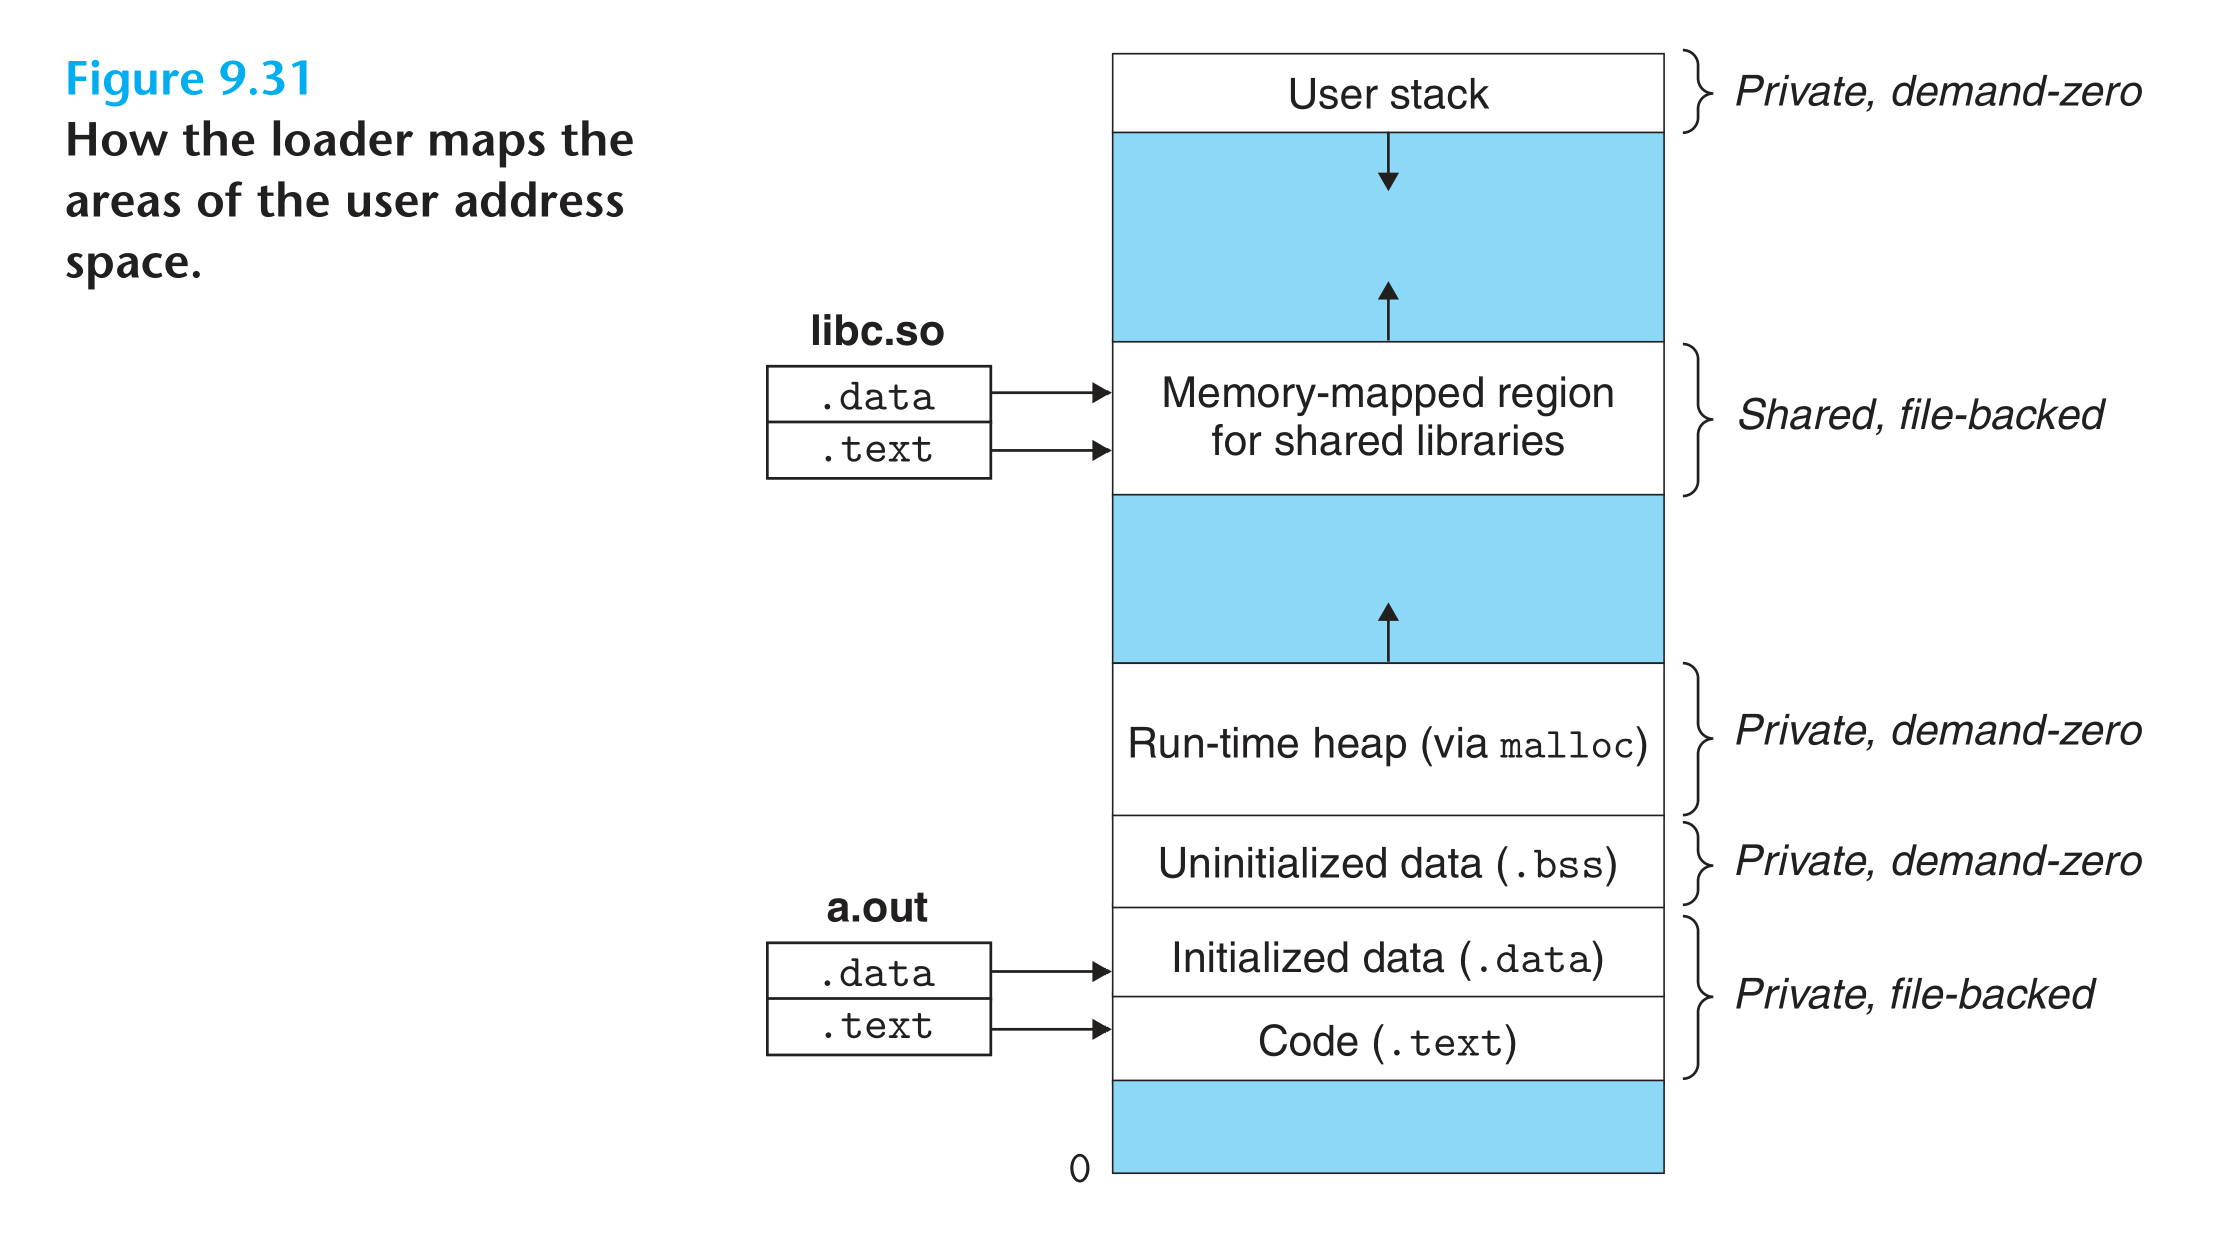 Figure 9.31
How the loader maps the
areas of the user address
space.
User stack
Private, demand-zero
libc.so
.data
.text
Memory-mapped region
for shared libraries
Shared, file-backed
Run-time heap (via malloc)
Private, demand-zero
Uninitialized data (.bss)
Private, demand-zero
a.out
.data
.text
Initialized data (.data)
Code (.text)
Private, file-backed
0